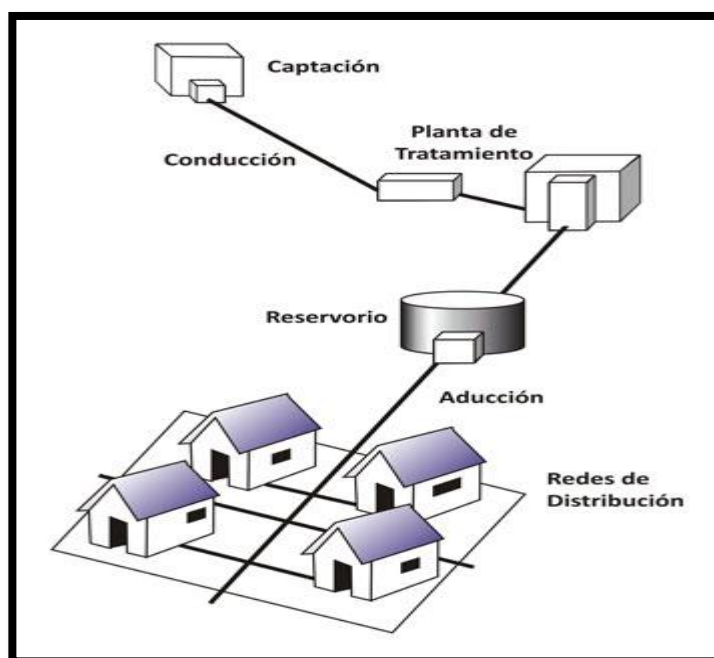 Captación
Planta de
Tratamiento
Conducción
Reservorio
Aducción
Redes de
Distribución